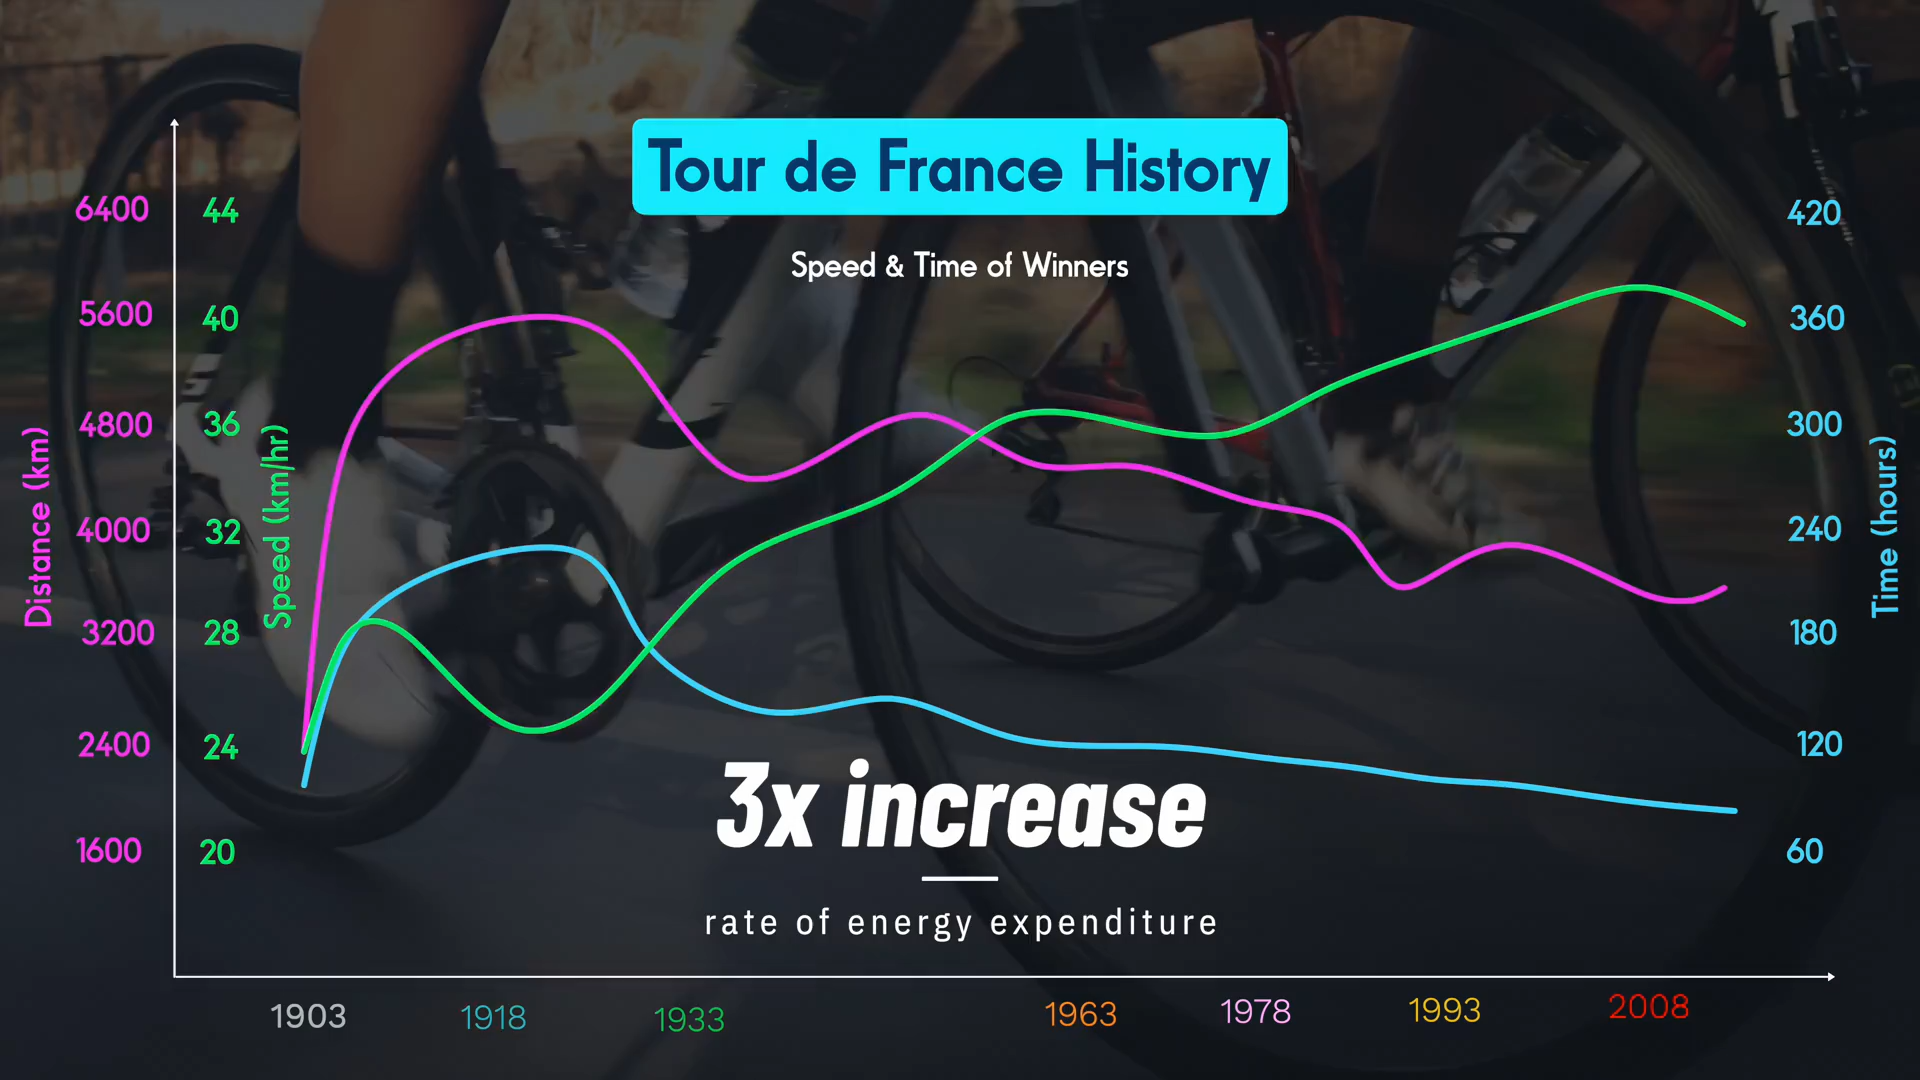 Tour de France History
Speed & Time of Winners
Distance (km)
6400
5600
4800
4000
3200
2400
1600
Speed (km/hr)
44
40
36
32
28
24
20
420
360
300
240
180
120
60
Time (hours)
3x increase
rate of energy expenditure
1903 1918 1933 1963 1978 1993 2008